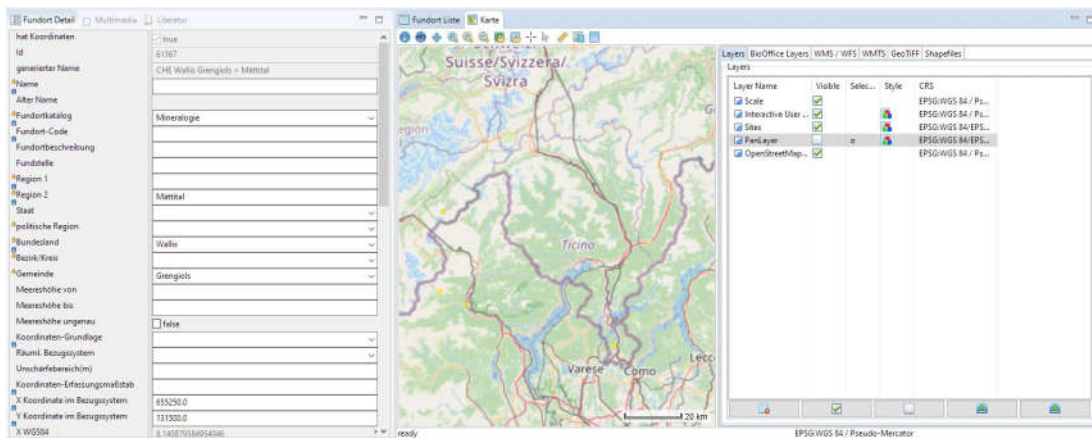 Fundort Detail Multimedia Literatur
hat Koordinaten true
Id 61367
generierter Name CHE Wallis Grengiols = Mättital
Name
Alter Name
Fundortkatalog Mineralogie
Fundort-Code
Fundortbeschreibung
Fundstelle
Region 1
Region 2 Mättital
Staat
politische Region
Bundesland Wallis
Bezirk/Kreis
Gemeinde Grengiols
Meereshöhe von
Meereshöhe bis
Meereshöhe ungenau false
Koordinaten-Grundlage
Räuml. Bezugssystem
Unschärfebereich(m)
Koordinaten-Erfassungsmaßstab
X Koordinate im Bezugssystem 655250.0
Y Koordinate im Bezugssystem 131500.0
X WGS84
Fundort Liste Karte
Suisse/Svizzera/
Svizra
Ticino
Varese
Como
Lecc
20 km
ready
EPSG:WGS 84 / Pseudo-Mercator
Layers BioOffice Layers WMS / WFS WMTS GeoTIFF Shapefiles
Layers
Layer Name Visible Selec... Style CRS
Scale EPSG:WGS 84 / Ps...
Interactive User ... EPSG:WGS 84 / Ps...
Sites EPSG:WGS 84/EPS...
PanLayer EPSG:WGS 84/EPS...
OpenStreetMap... EPSG:WGS 84 / Ps...